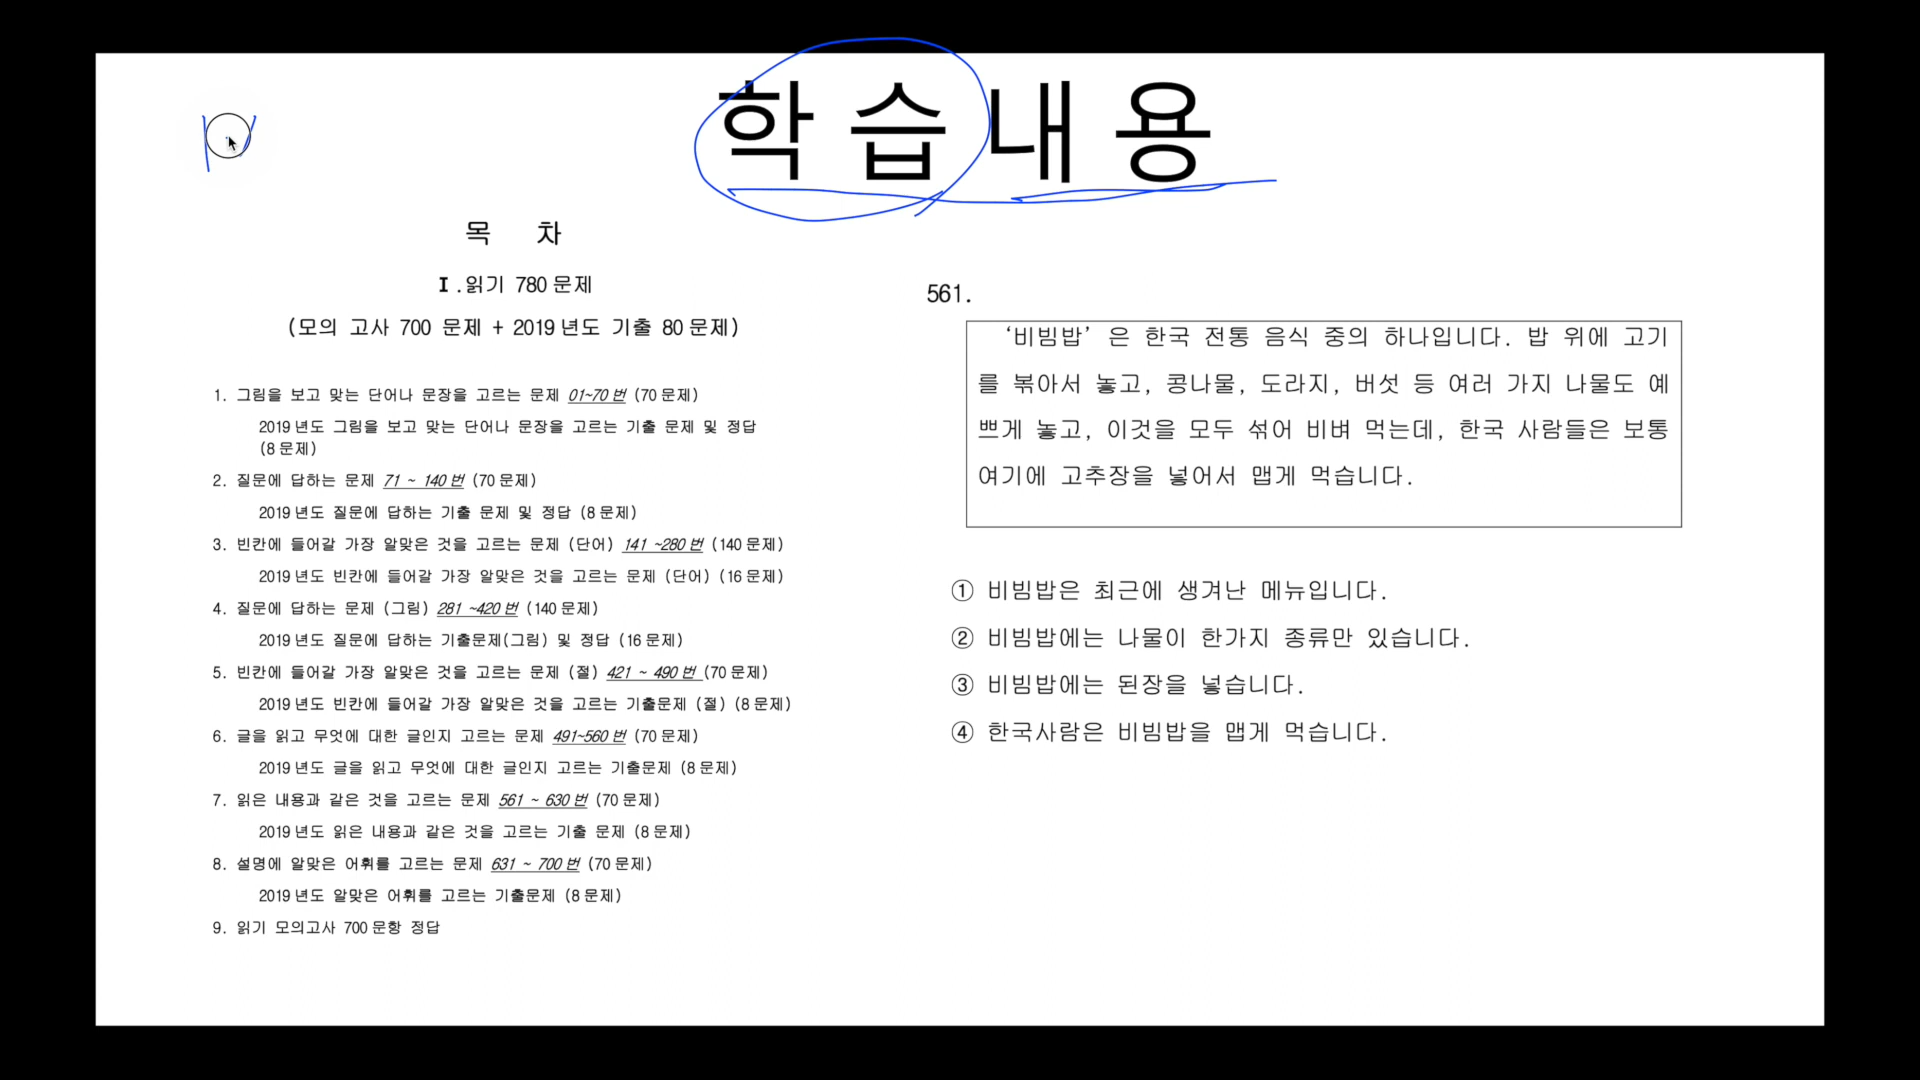 학습내용
목 차
Ⅰ.읽기 780문제
(모의 고사 700 문제 + 2019년도 기출 80문제)
1. 그림을 보고 맞는 단어나 문장을 고르는 문제 01~70번 (70문제)
2019년도 그림을 보고 맞는 단어나 문장을 고르는 기출 문제 및 정답
(8문제)
2. 질문에 답하는 문제 71 ~ 140번 (70문제)
2019년도 질문에 답하는 기출 문제 및 정답 (8문제)
3. 빈칸에 들어갈 가장 알맞은 것을 고르는 문제 (단어) 141 ~280번 (140문제)
2019년도 빈칸에 들어갈 가장 알맞은 것을 고르는 문제 (단어) (16문제)
4. 질문에 답하는 문제 (그림) 281 ~420번 (140문제)
2019년도 질문에 답하는 기출문제(그림) 및 정답 (16문제)
5. 빈칸에 들어갈 가장 알맞은 것을 고르는 문제 (절) 421 ~ 490번 (70문제)
2019년도 빈칸에 들어갈 가장 알맞은 것을 고르는 기출문제 (절) (8문제)
6. 글을 읽고 무엇에 대한 글인지 고르는 문제 491~560번 (70문제)
2019년도 글을 읽고 무엇에 대한 글인지 고르는 기출문제 (8문제)
7. 읽은 내용과 같은 것을 고르는 문제 561 ~ 630번 (70문제)
2019년도 읽은 내용과 같은 것을 고르는 기출 문제 (8문제)
8. 설명에 알맞은 어휘를 고르는 문제 631 ~ 700번 (70문제)
2019년도 알맞은 어휘를 고르는 기출문제 (8문제)
9. 읽기 모의고사 700문항 정답
561.
‘비빔밥’은 한국 전통 음식 중의 하나입니다. 밥 위에 고기
를 볶아서 놓고, 콩나물, 도라지, 버섯 등 여러 가지 나물도 예
쁘게 놓고, 이것을 모두 섞어 비벼 먹는데, 한국 사람들은 보통
여기에 고추장을 넣어서 맵게 먹습니다.
① 비빔밥은 최근에 생겨난 메뉴입니다.
② 비빔밥에는 나물이 한가지 종류만 있습니다.
③ 비빔밥에는 된장을 넣습니다.
④ 한국사람은 비빔밥을 맵게 먹습니다.